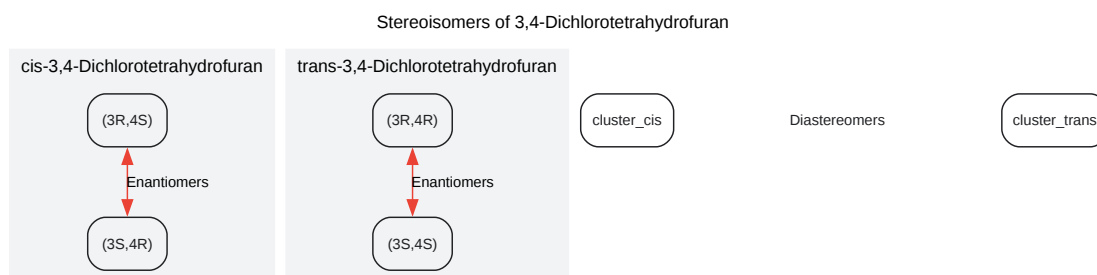 Stereoisomers of 3,4-Dichlorotetrahydrofuran
cis-3,4-Dichlorotetrahydrofuran
(3R,4S)
Enantiomers
(3S,4R)
trans-3,4-Dichlorotetrahydrofuran
(3R,4R)
Enantiomers
(3S,4S)
cluster_cis
Diastereomers
cluster_trans